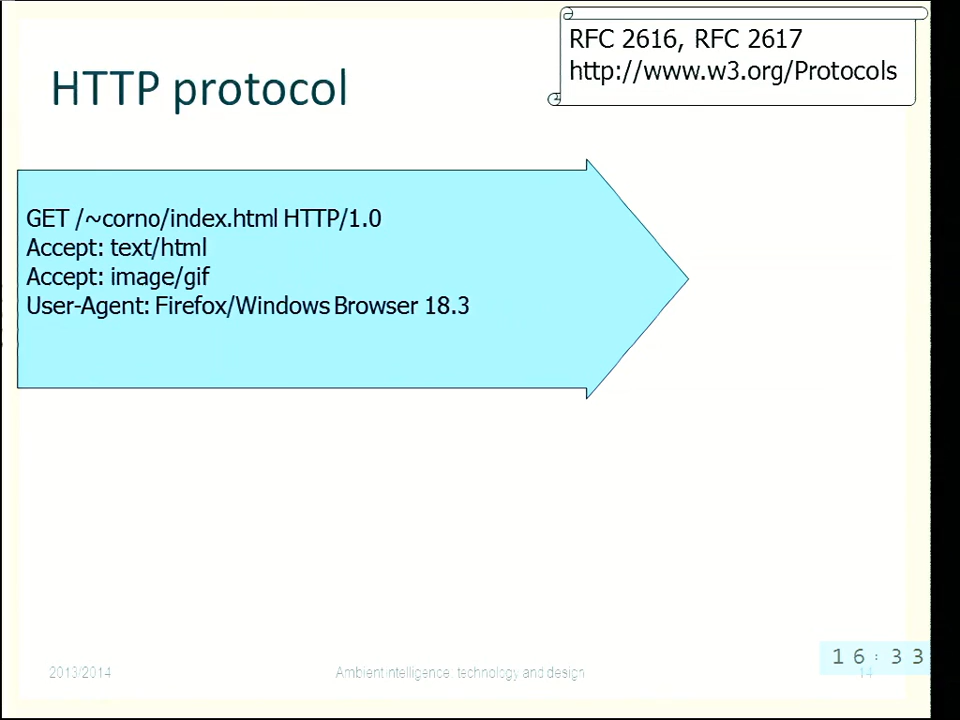 RFC 2616, RFC 2617
http://www.w3.org/Protocols
HTTP protocol
GET /~corno/index.html HTTP/1.0
Accept: text/html
Accept: image/gif
User-Agent: Firefox/Windows Browser 18.3
16:33
2013/2014
Ambient intelligence: technology and design
14